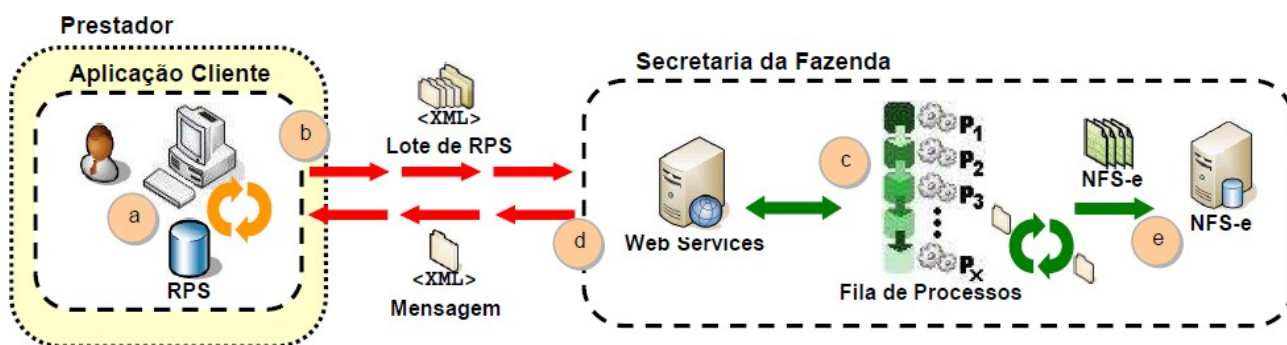 Prestador
Aplicação Cliente
a
RPS
b
<XML>
Lote de RPS
<XML>
Mensagem
Secretaria da Fazenda
d
Web Services
c
P1
P2
P3
Px
Fila de Processos
NFS-e
e
NFS-e